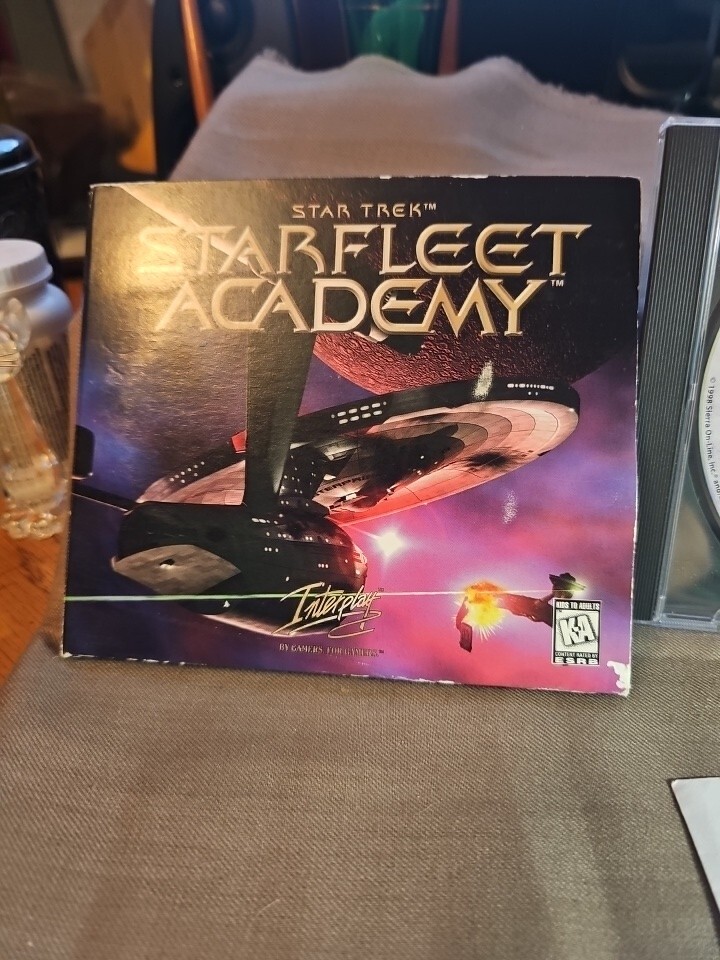 STAR TREK™
STARFLEET
ACADEMY™
Interplay™
BY GAMERS. FOR GAMERS.™
KIDS TO ADULTS
K-A
CONTENT RATED BY
ESRB
© 1998 Sierra On-Line, Inc.